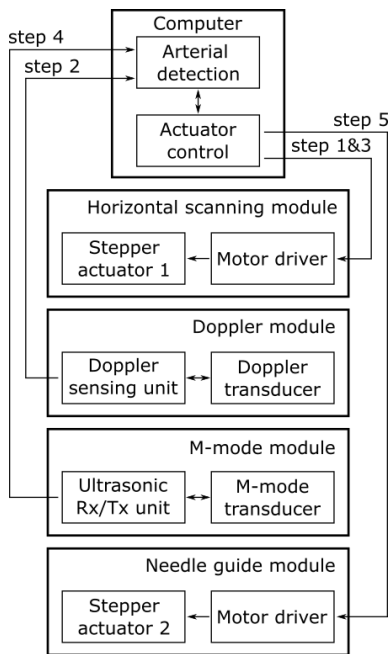 Computer
step 4
Arterial
detection
step 2
Actuator
control
step 5
step 1&3
Horizontal scanning module
Stepper
actuator 1
Motor driver
Doppler module
Doppler
sensing unit
Doppler
transducer
M-mode module
Ultrasonic
Rx/Tx unit
M-mode
transducer
Needle guide module
Stepper
actuator 2
Motor driver